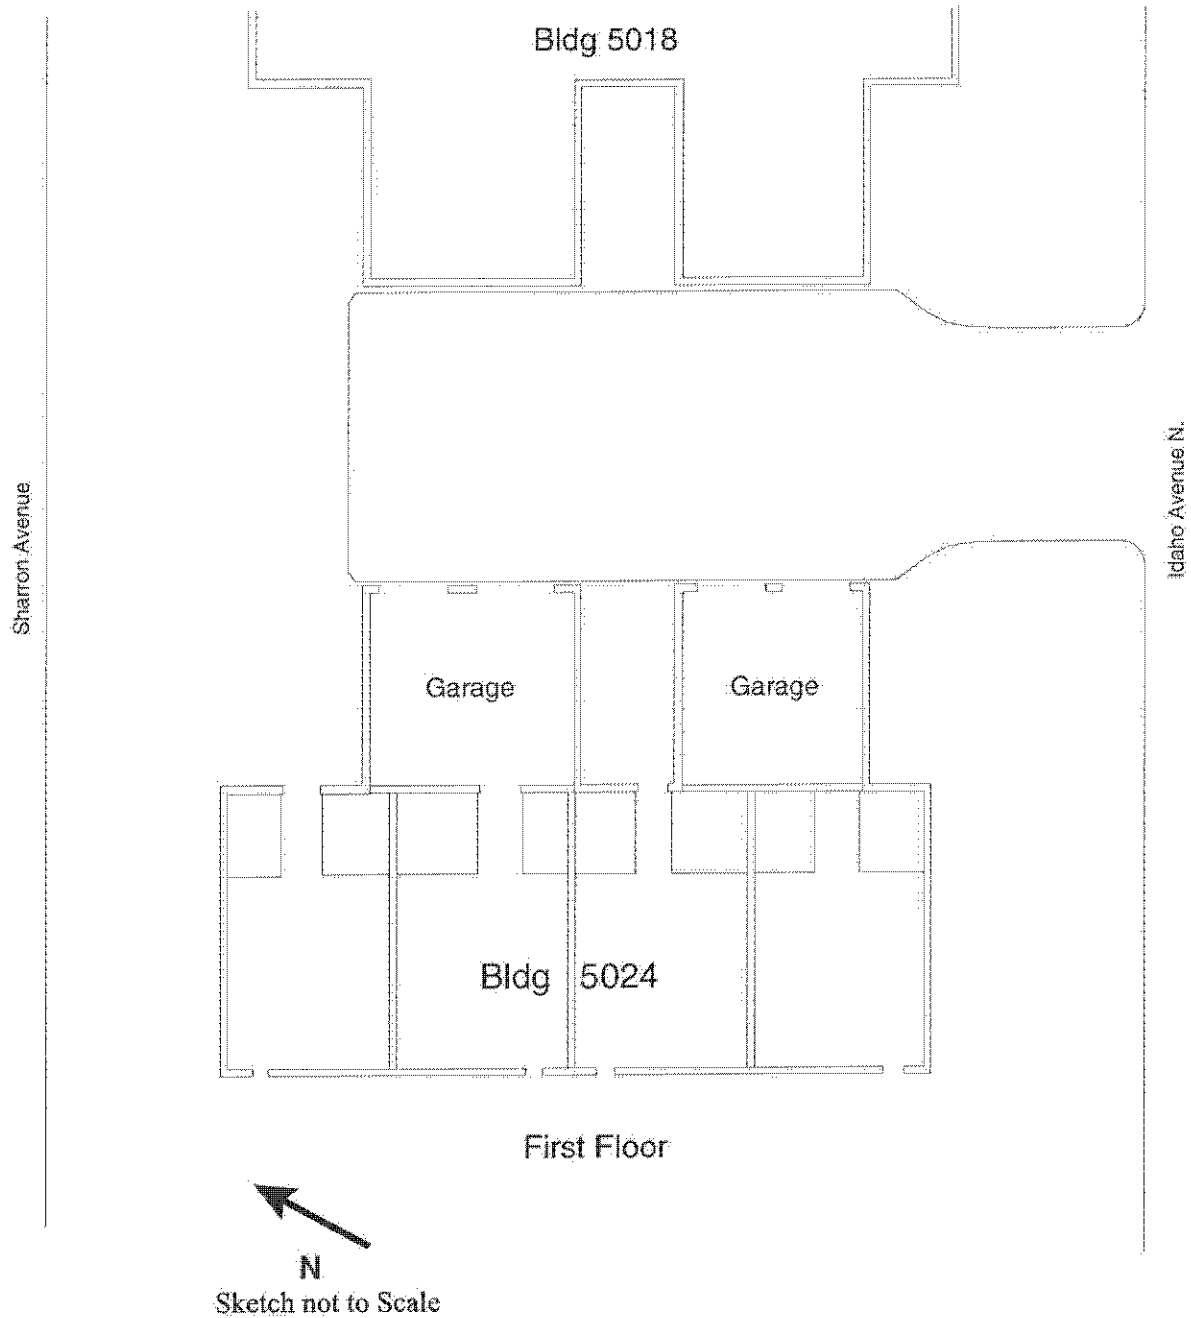 Bldg 5018
Sharron Avenue
Idaho Avenue N.
Garage
Garage
Bldg 5024
First Floor
N
Sketch not to Scale